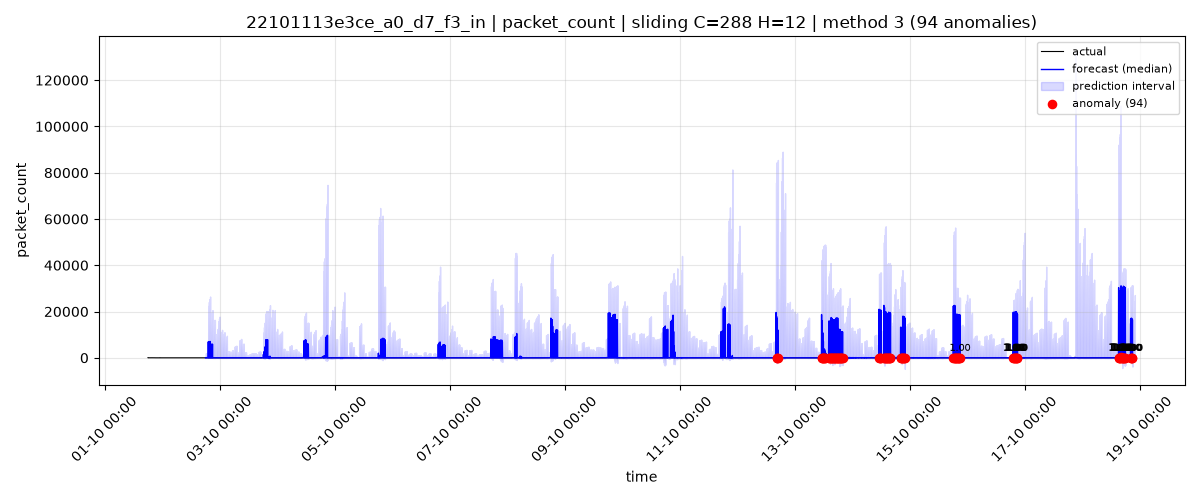 22101113e3ce_a0_d7_f3_in | packet_count | sliding C=288 H=12 | method 3 (94 anomalies)
actual
forecast (median)
prediction interval
anomaly (94)
packet_count
120000
100000
80000
60000
40000
20000
0
1.00
01-10 00:00
03-10 00:00
05-10 00:00
07-10 00:00
09-10 00:00
11-10 00:00
13-10 00:00
15-10 00:00
17-10 00:00
19-10 00:00
time